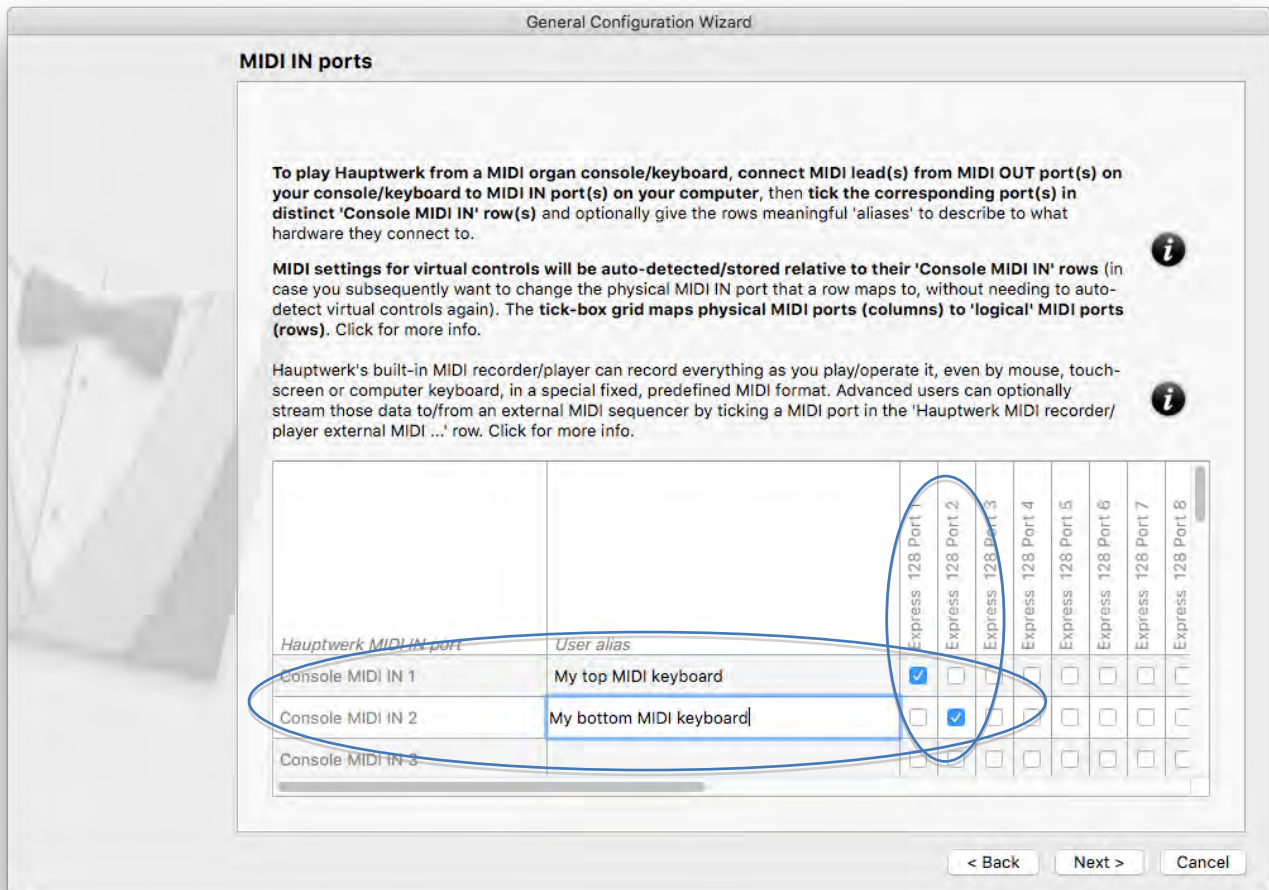 General Configuration Wizard
MIDI IN ports
To play Hauptwerk from a MIDI organ console/keyboard, connect MIDI lead(s) from MIDI OUT port(s) on
your console/keyboard to MIDI IN port(s) on your computer, then tick the corresponding port(s) in
distinct 'Console MIDI IN' row(s) and optionally give the rows meaningful 'aliases' to describe to what
hardware they connect to.
MIDI settings for virtual controls will be auto-detected/stored relative to their 'Console MIDI IN' rows (in
case you subsequently want to change the physical MIDI IN port that a row maps to, without needing to auto-
detect virtual controls again). The tick-box grid maps physical MIDI ports (columns) to 'logical' MIDI ports
(rows). Click for more info.
Hauptwerk's built-in MIDI recorder/player can record everything as you play/operate it, even by mouse, touch-
screen or computer keyboard, in a special fixed, predefined MIDI format. Advanced users can optionally
stream those data to/from an external MIDI sequencer by ticking a MIDI port in the 'Hauptwerk MIDI recorder/
player external MIDI ...' row. Click for more info.
Hauptwerk MIDI IN port
User alias
Express 128 Port 1
Express 128 Port 2
Express 128 Port 3
Express 128 Port 4
Express 128 Port 5
Express 128 Port 6
Express 128 Port 7
Express 128 Port 8
Console MIDI IN 1
My top MIDI keyboard
Console MIDI IN 2
My bottom MIDI keyboard
Console MIDI IN 3
< Back
Next >
Cancel